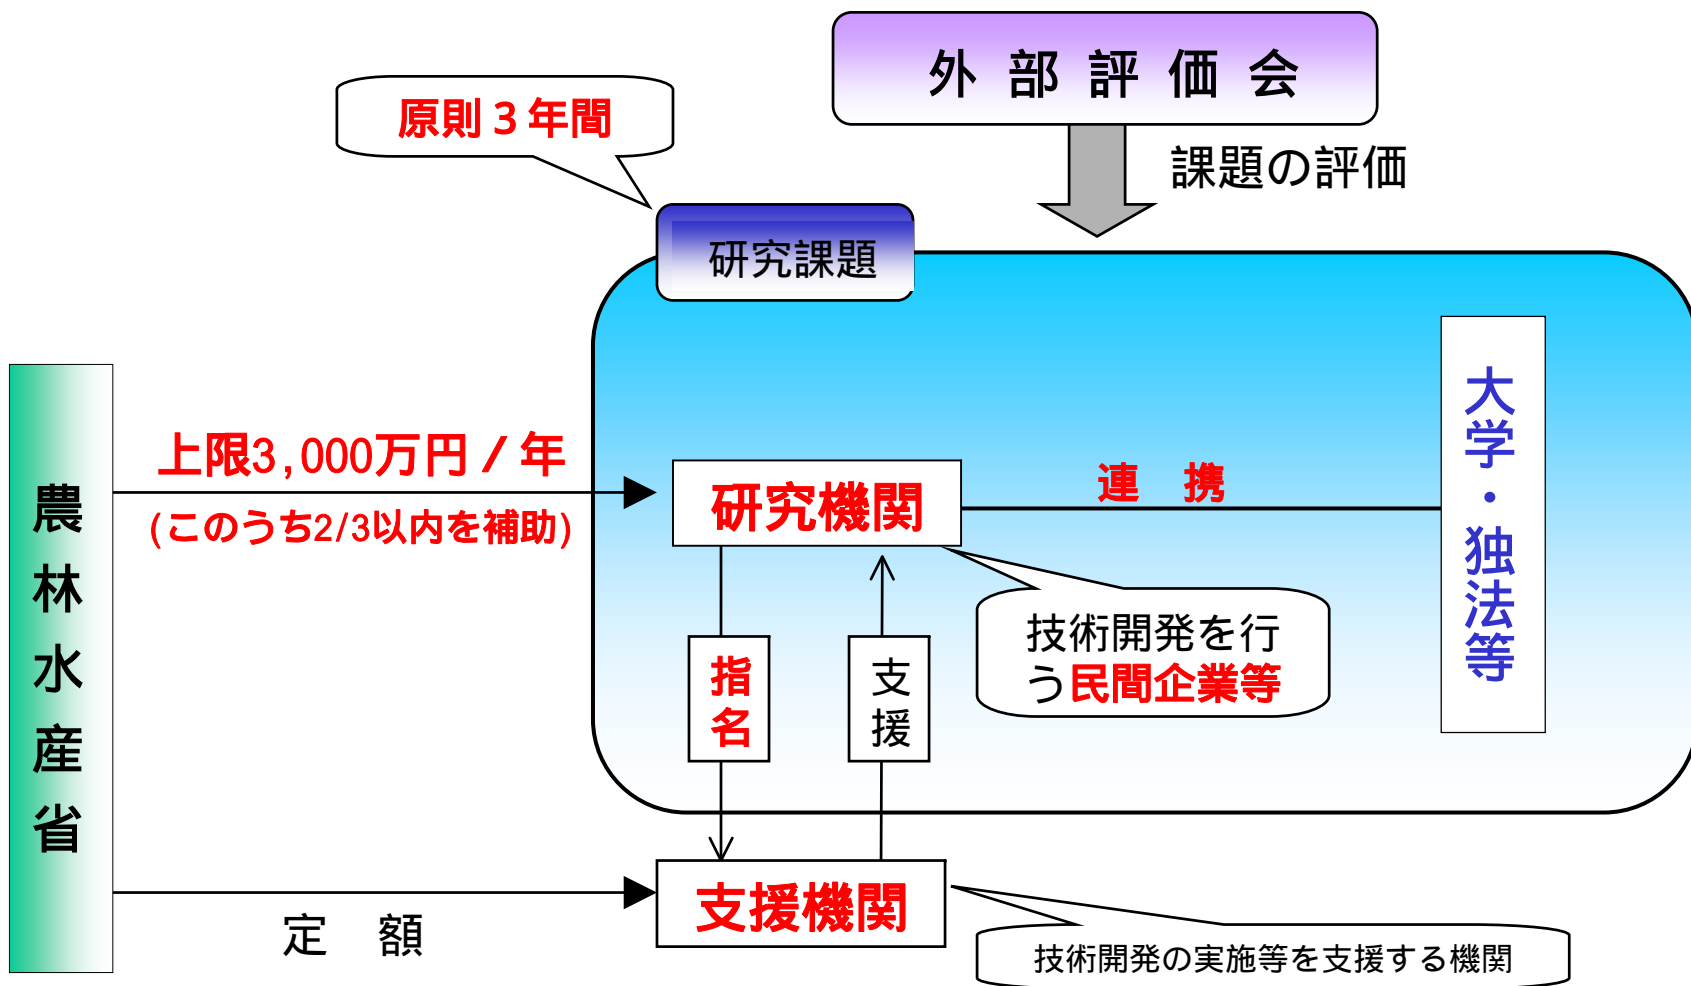 外部評価会
原則３年間
課題の評価
研究課題
農林水産省
上限3,000万円／年
(このうち2/3以内を補助)
研究機関
連　携
大学・独法等
技術開発を行
う民間企業等
指名
支援
支援機関
定　額
技術開発の実施等を支援する機関